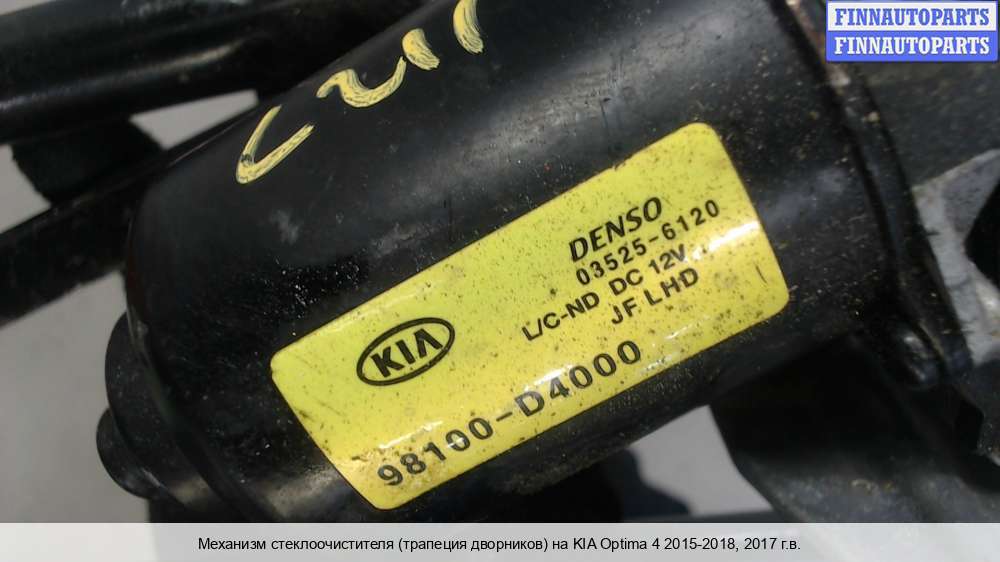 FINNAUTOPARTS
FINNAUTOPARTS
DENSO
03525-6120
L/C-ND DC 12V
JF LHD
KIA
98100-D4000
Механизм стеклоочистителя (трапеция дворников) на KIA Optima 4 2015-2018, 2017 г.в.